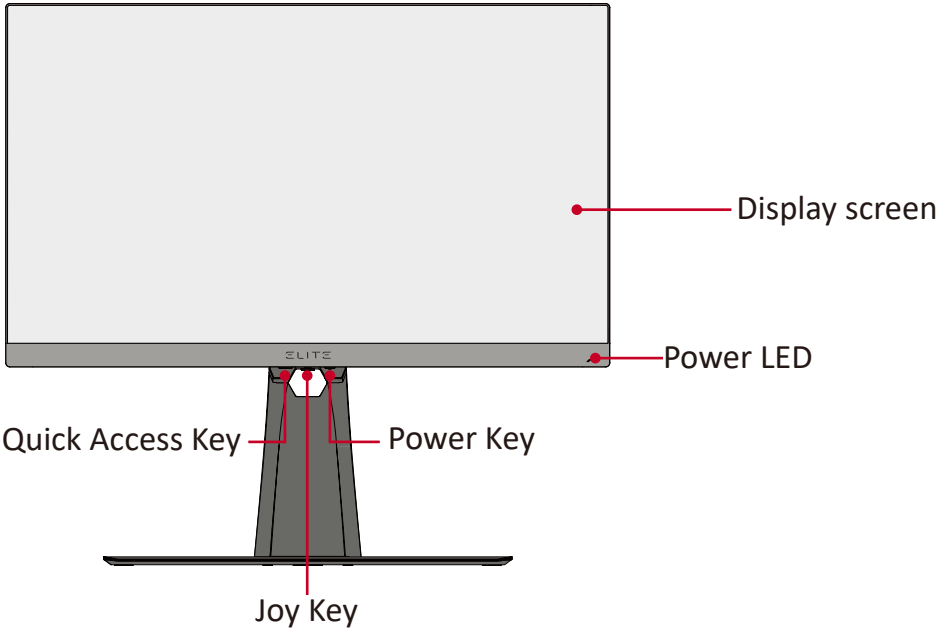 Display screen
ELITE
Power LED
Quick Access Key
Power Key
Joy Key